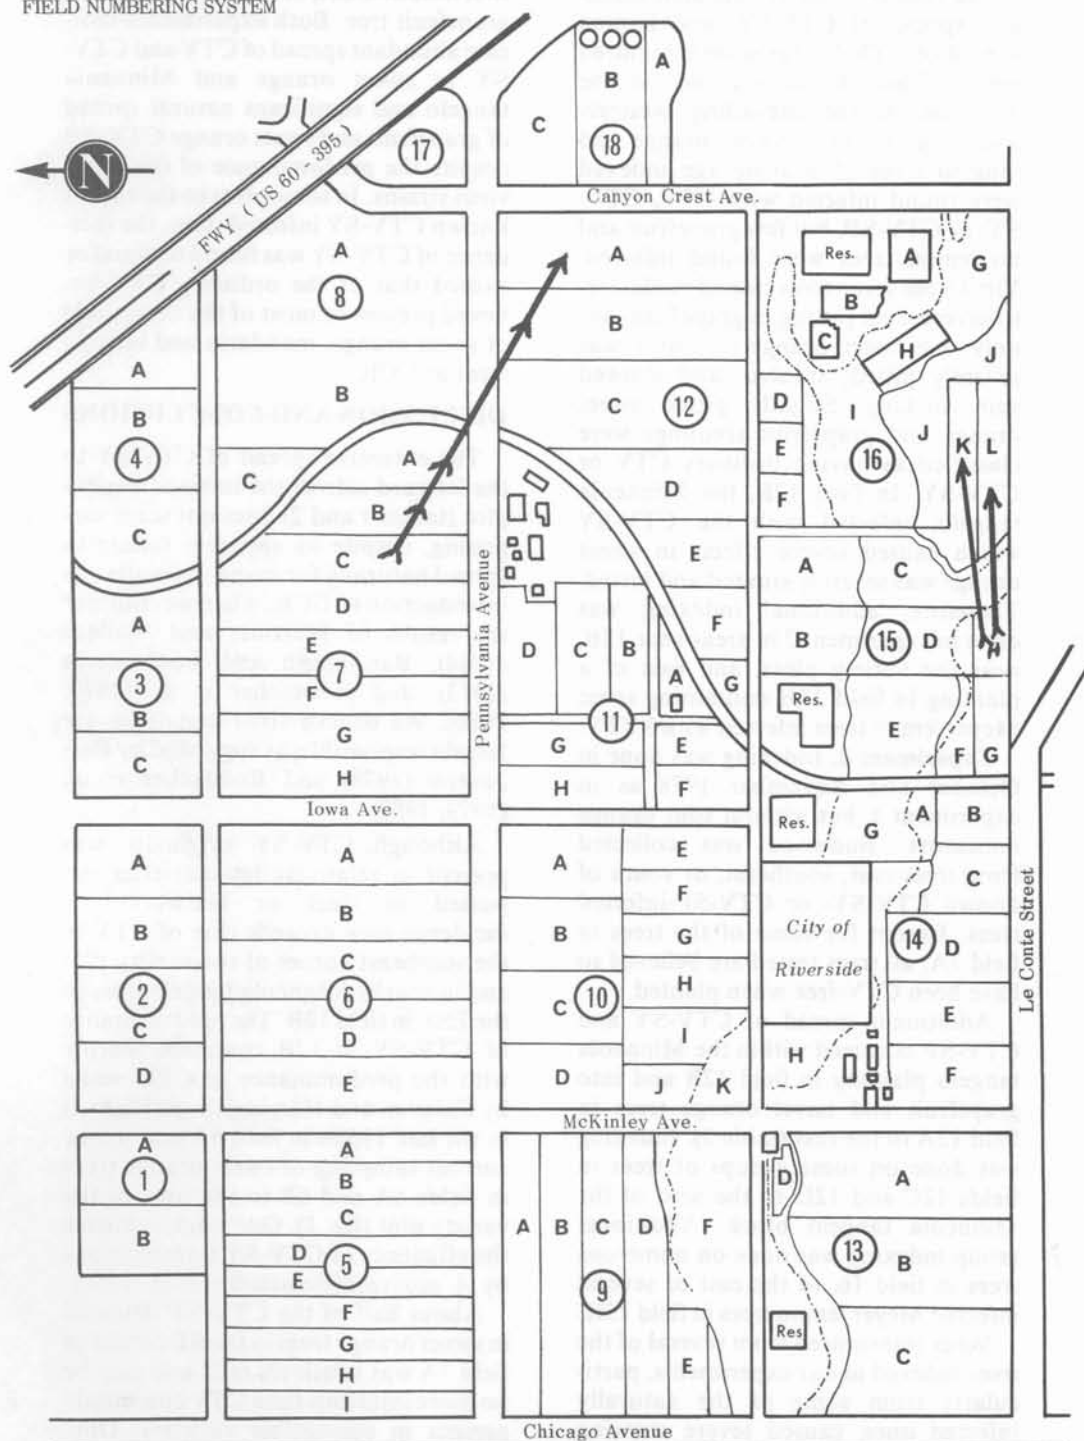 FIELD NUMBERING SYSTEM
N
FWY ( US 60 395 )
17
C B A
18
Canyon Crest Ave.
A
8
B
C
A
B
4
C
A
3
B
C
A
B
C
D
E
F
7
G
H
Pennsylvania Avenue
A
B
C
12
D
E
F
G
D C B A
11
G E
H F
Res.
A
B
C
G
H
J
D
E
F
I
16
J
K L
H
A
B
C
15
D
Res.
E
F G
Iowa Ave.
Res.
G
A B
C
City of
Riverside
14
D
E
F
H
I
Le Conte Street
A
B
2
C
D
A
B
C
6
D
E
A
B
10
C
D
E
F
G
H
I
J K
McKinley Ave.
A
1
B
A
B
C
D
E
5
F
G
H
I
A B C D F
9
E
D
A
13
B
Res
C
Chicago Avenue